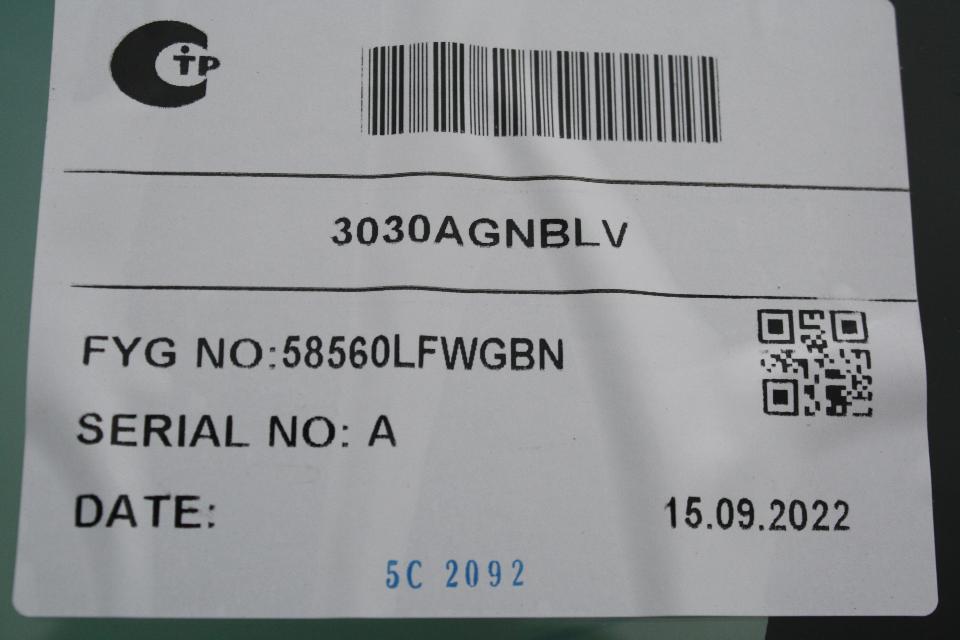 TP
3030AGNBLV
FYG NO:58560LFWGBN
SERIAL NO: A
DATE: 15.09.2022
5C 2092